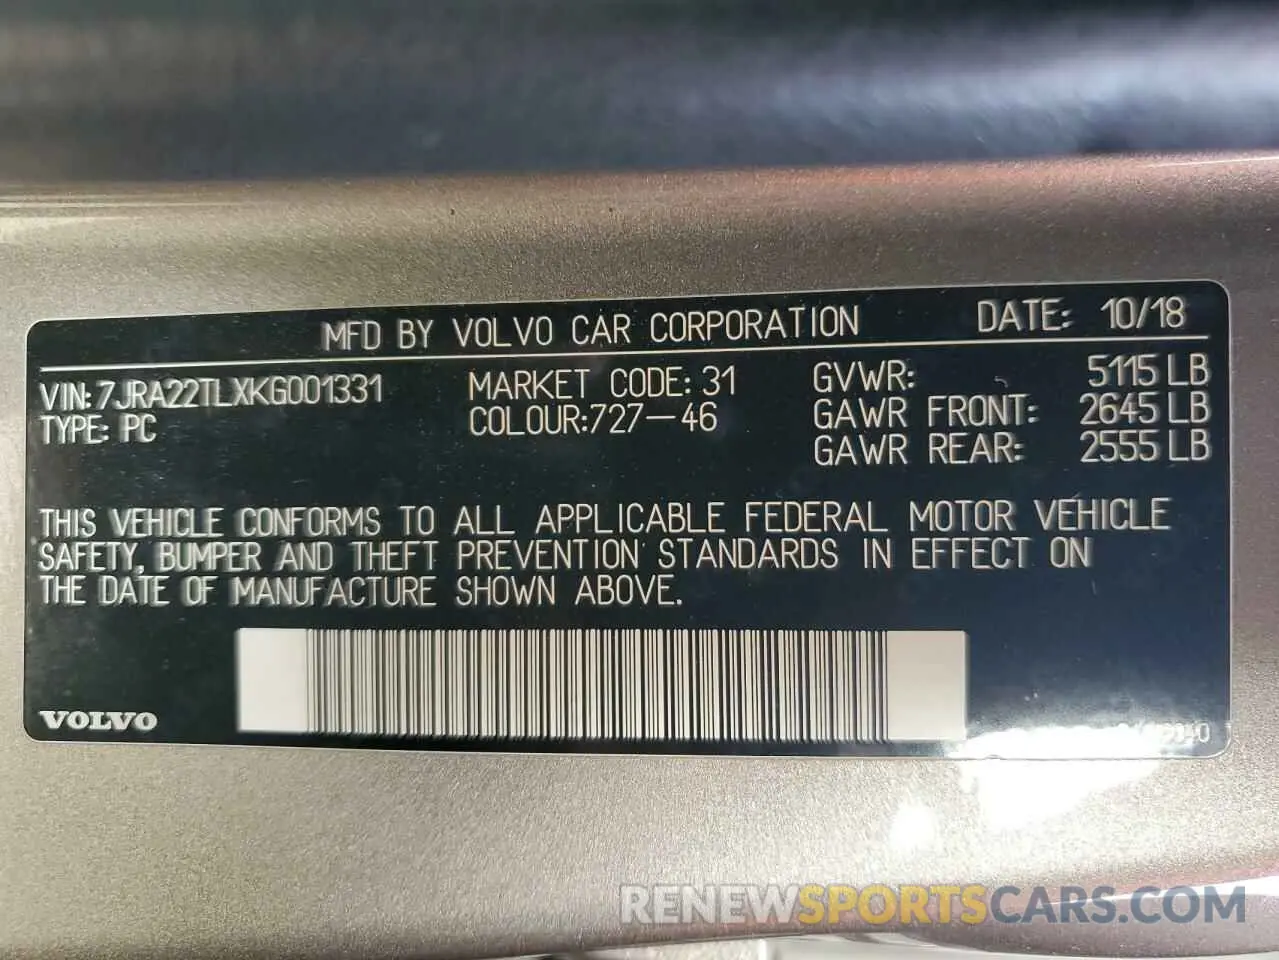 MFD BY VOLVO CAR CORPORATION DATE: 10/18
VIN:7JRA22TLXKG001331 MARKET CODE:31 GVWR: 5115 LB
TYPE: PC COLOUR:727-46 GAWR FRONT: 2645 LB
GAWR REAR: 2555 LB
THIS VEHICLE CONFORMS TO ALL APPLICABLE FEDERAL MOTOR VEHICLE
SAFETY, BUMPER AND THEFT PREVENTION STANDARDS IN EFFECT ON
THE DATE OF MANUFACTURE SHOWN ABOVE.
VOLVO
RENEWSPORTSCARS.COM